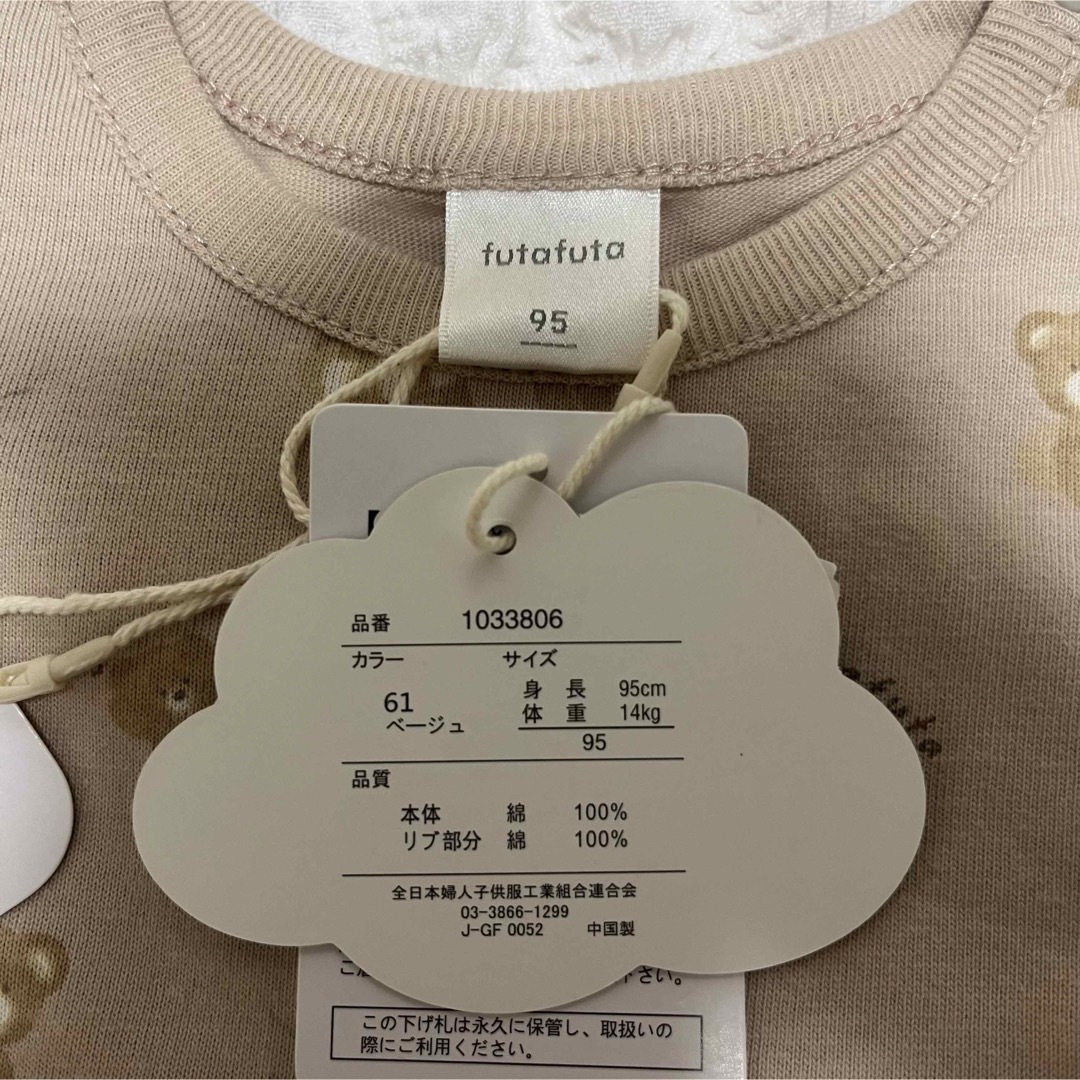 futafuta
95
品番 1033806
カラー サイズ
61 身長 95cm
ベージュ 体重 14kg
95
品質
本体 綿 100%
リブ部分 綿 100%
全日本婦人子供服工業組合連合会
03-3866-1299
J-GF 0052 中国製
さい。
この下げ札は永久に保管し、取扱いの
際にご利用ください。